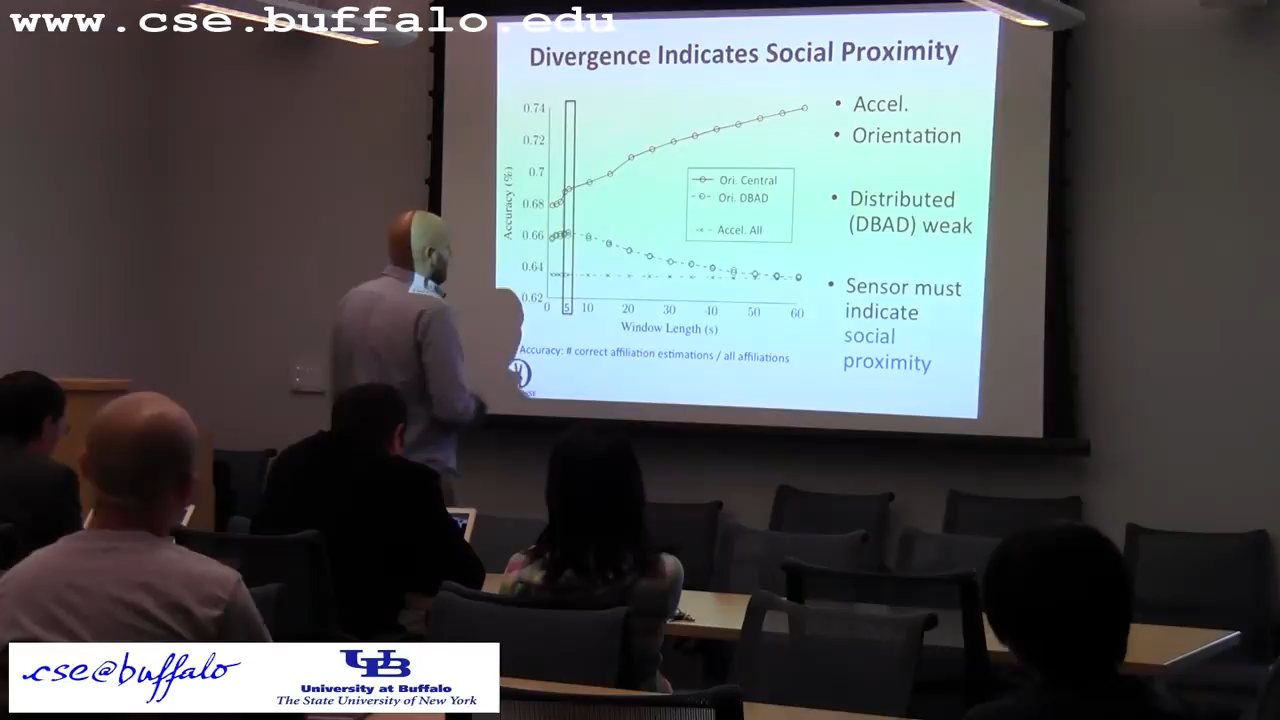 www.cse.buffalo.edu
Divergence Indicates Social Proximity
0.74
0.72
0.7
0.68
0.66
0.64
0.62
Accuracy (%)
0
5
10
20
30
40
50
60
Window Length (s)
Ori. Central
Ori. DBAD
Accel. All
Accuracy: # correct affiliation estimations / all affiliations
• Accel.
• Orientation
• Distributed
(DBAD) weak
• Sensor must
indicate
social
proximity
cse@buffalo
UB
University at Buffalo
The State University of New York